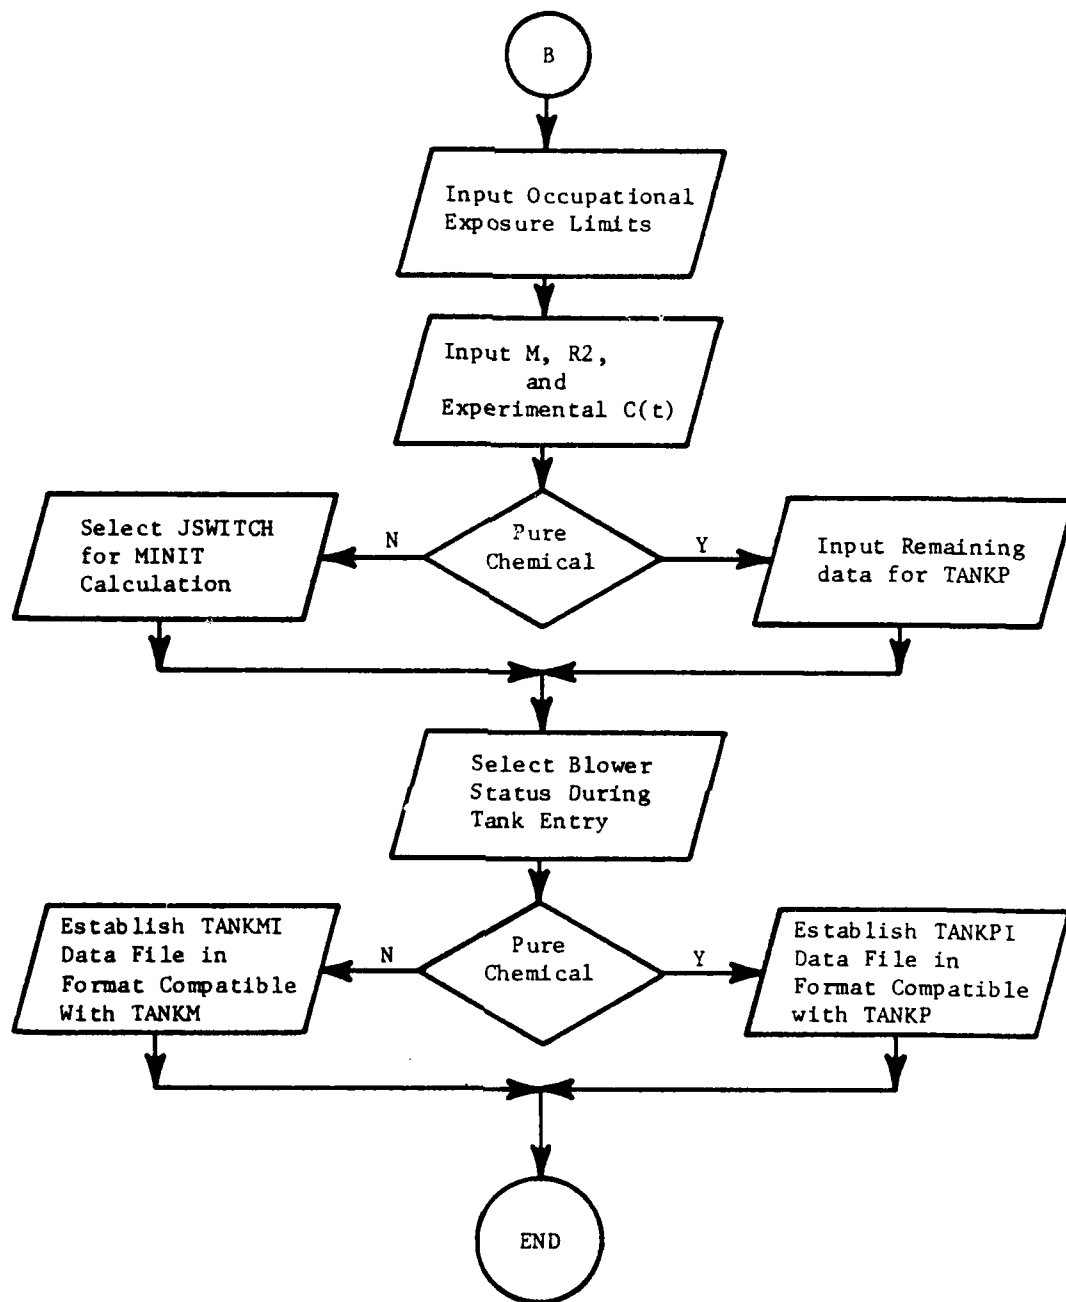 B
Input Occupational
Exposure Limits
Input M, R2,
and
Experimental C(t)
Pure
Chemical
N
Y
Select JSWITCH
for MINIT
Calculation
Input Remaining
data for TANKP
Select Blower
Status During
Tank Entry
Pure
Chemical
N
Y
Establish TANKMI
Data File in
Format Compatible
With TANKM
Establish TANKPI
Data File in
Format Compatible
with TANKP
END